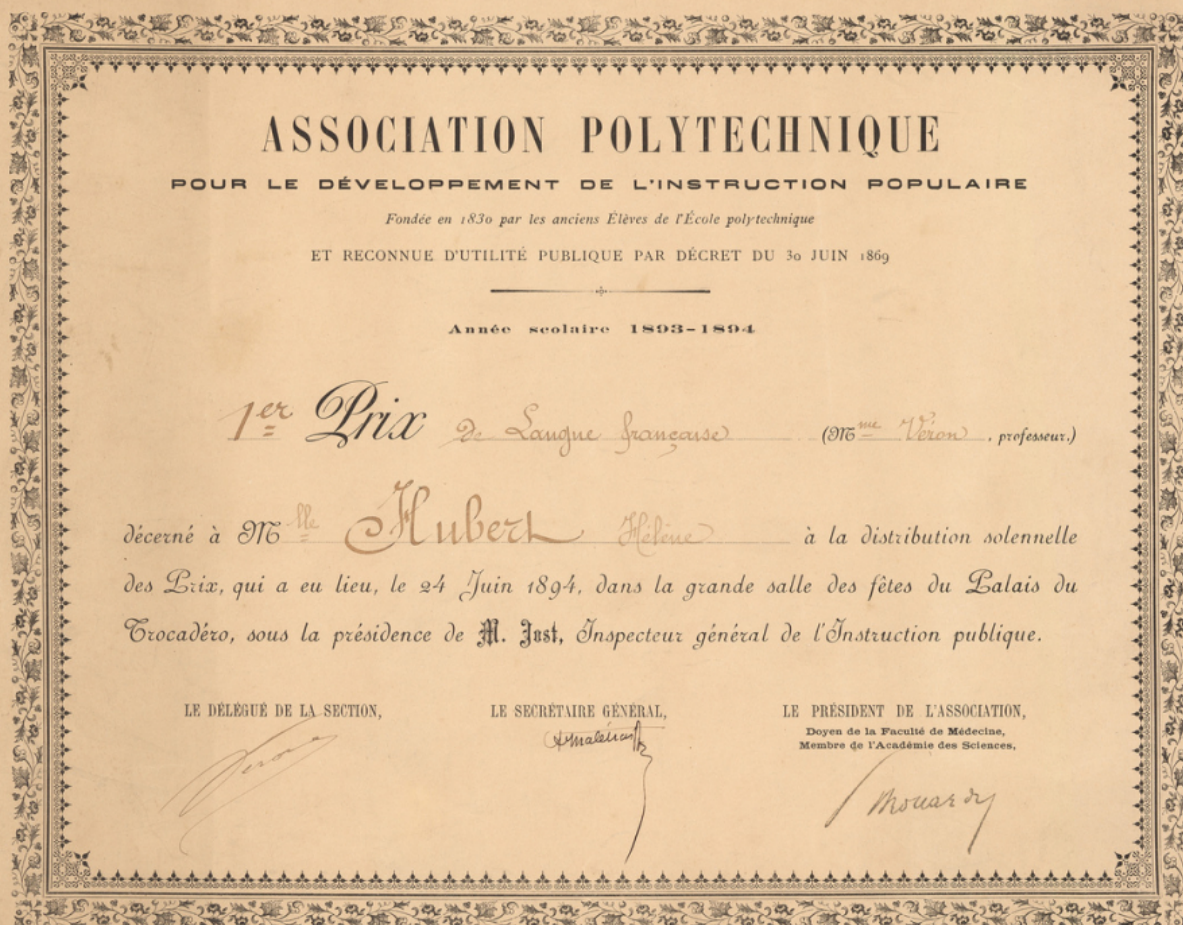 ASSOCIATION POLYTECHNIQUE
POUR LE DÉVELOPPEMENT DE L'INSTRUCTION POPULAIRE
Fondée en 1830 par les anciens Élèves de l'École polytechnique
ET RECONNUE D'UTILITÉ PUBLIQUE PAR DÉCRET DU 30 JUIN 1869
Année scolaire 1893-1894
1er Prix de Langue française (Mme Véron, professeur.)
décerné à Mlle Hubert Hélène à la distribution solennelle
des Prix, qui a eu lieu, le 24 Juin 1894, dans la grande salle des fêtes du Palais du
Trocadéro, sous la présidence de M. Jost, Inspecteur général de l'Instruction publique.
LE DÉLÉGUÉ DE LA SECTION, LE SECRÉTAIRE GÉNÉRAL, LE PRÉSIDENT DE L'ASSOCIATION,
Doyen de la Faculté de Médecine,
Membre de l'Académie des Sciences,